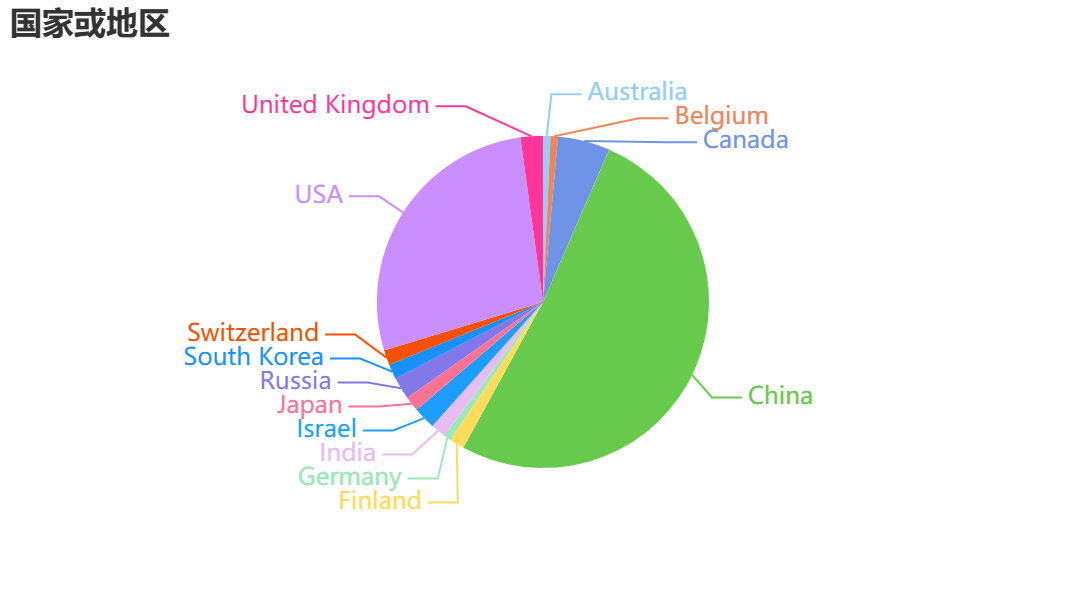 国家或地区
Australia
United Kingdom
Belgium
Canada
USA
Switzerland
South Korea
Russia
China
Japan
Israel
India
Germany
Finland